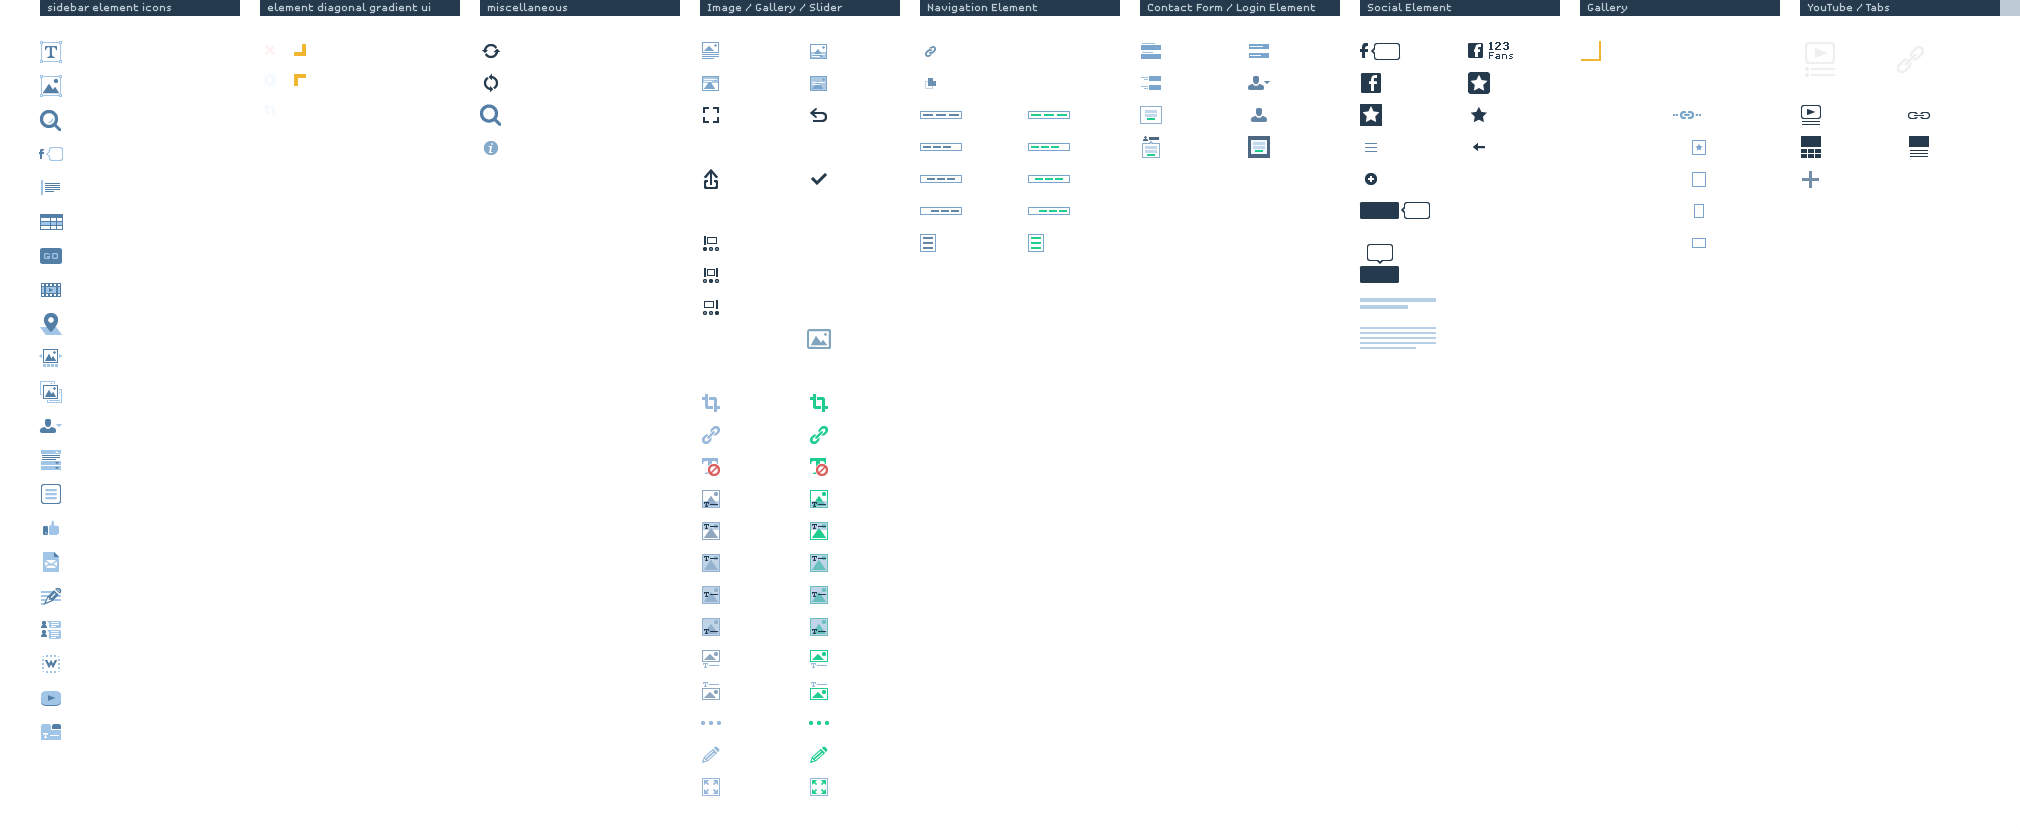 sidebar element icons
element diagonal gradient ui
miscellaneous
Image / Gallery / Slider
Navigation Element
Contact Form / Login Element
Social Element
Gallery
YouTube / Tabs
T
f
GO
W
T
i
f
f 123
Fans
f